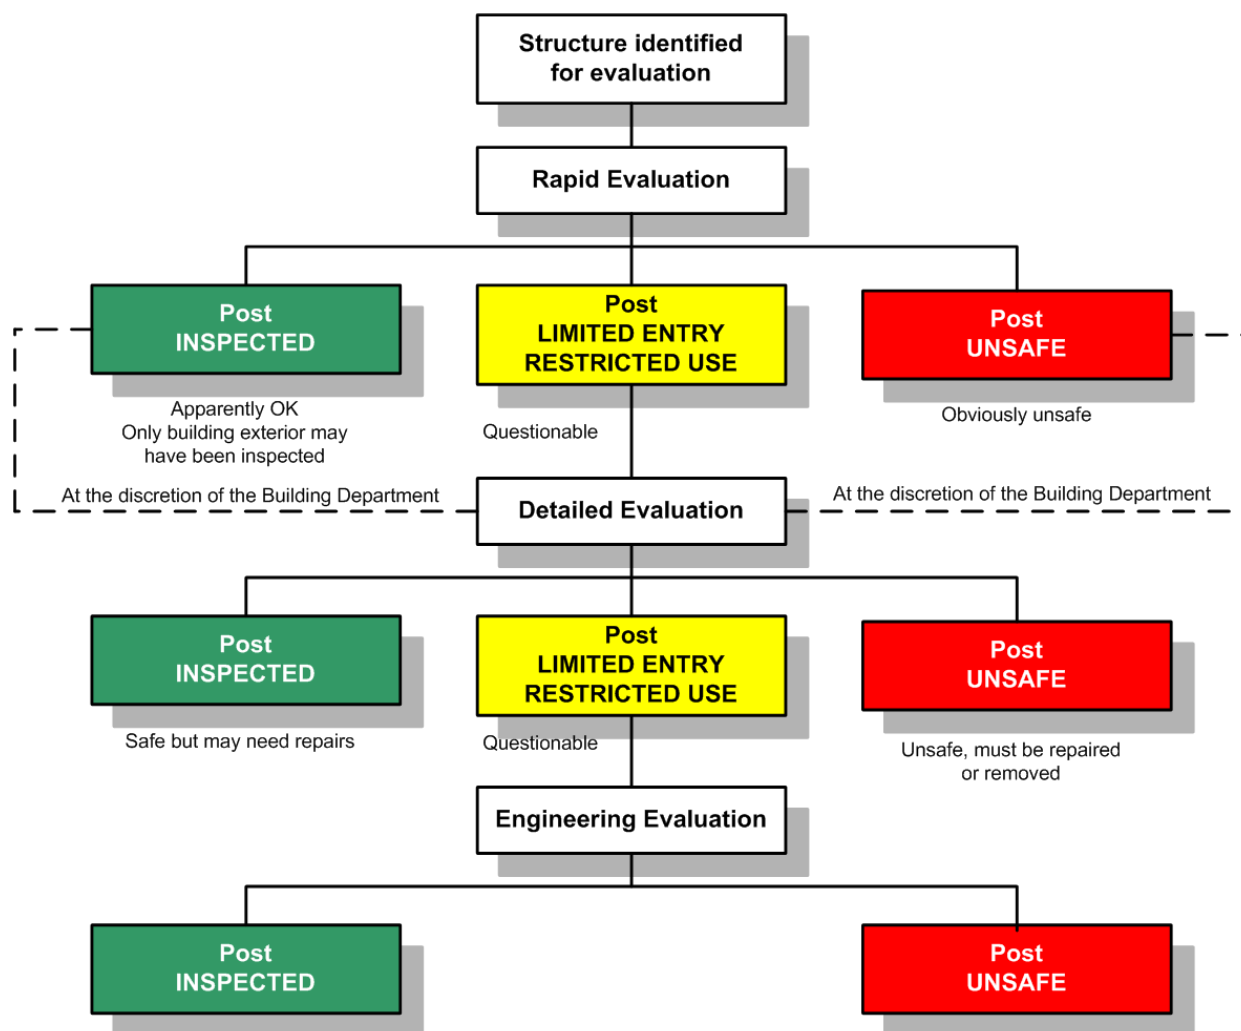 Structure identified
for evaluation
Rapid Evaluation
Post
INSPECTED
Post
LIMITED ENTRY
RESTRICTED USE
Post
UNSAFE
Apparently OK
Only building exterior may
have been inspected
Questionable
Obviously unsafe
At the discretion of the Building Department
Detailed Evaluation
At the discretion of the Building Department
Post
INSPECTED
Post
LIMITED ENTRY
RESTRICTED USE
Post
UNSAFE
Safe but may need repairs
Questionable
Unsafe, must be repaired
or removed
Engineering Evaluation
Post
INSPECTED
Post
UNSAFE